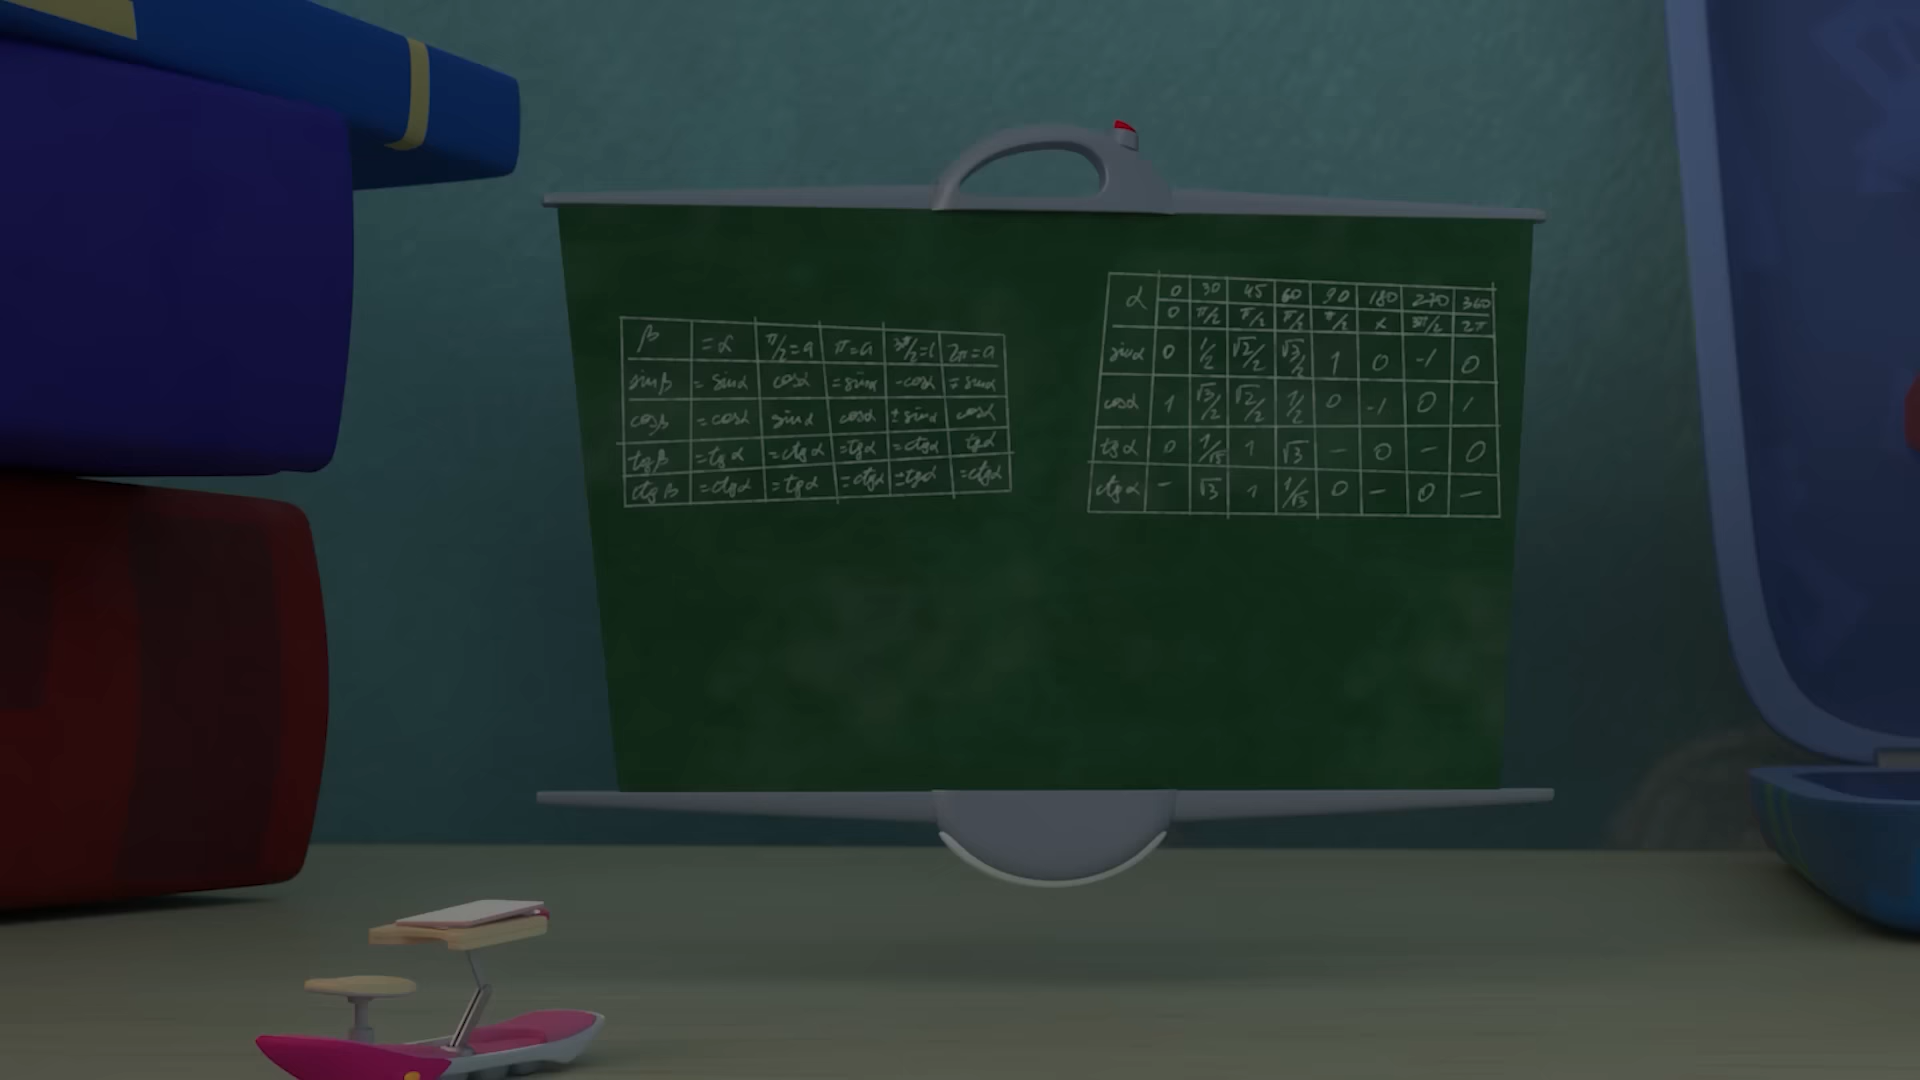 β =α π/2=a π=a 2π=a
sinβ = sinα cosα = sinα -cosα = sinα
cosβ = cosα sinα cosα ± sinα cosα
tgβ = tgα = ctgα = tgα = ctgα tgα
ctgβ = ctgα = tgα = ctgα ± tgα = ctgα
α 0 30 45 60 90 180 270 360
0 π/2 π/2 π/2 π/2 3π/2 2π
sinα 0 1/2 √2/2 √3/2 1 0 -1 0
cosα 1 √3/2 √2/2 1/2 0 -1 0 1
tgα 0 1/√3 1 √3 – 0 – 0
ctgα – √3 1 1/√3 0 – 0 –